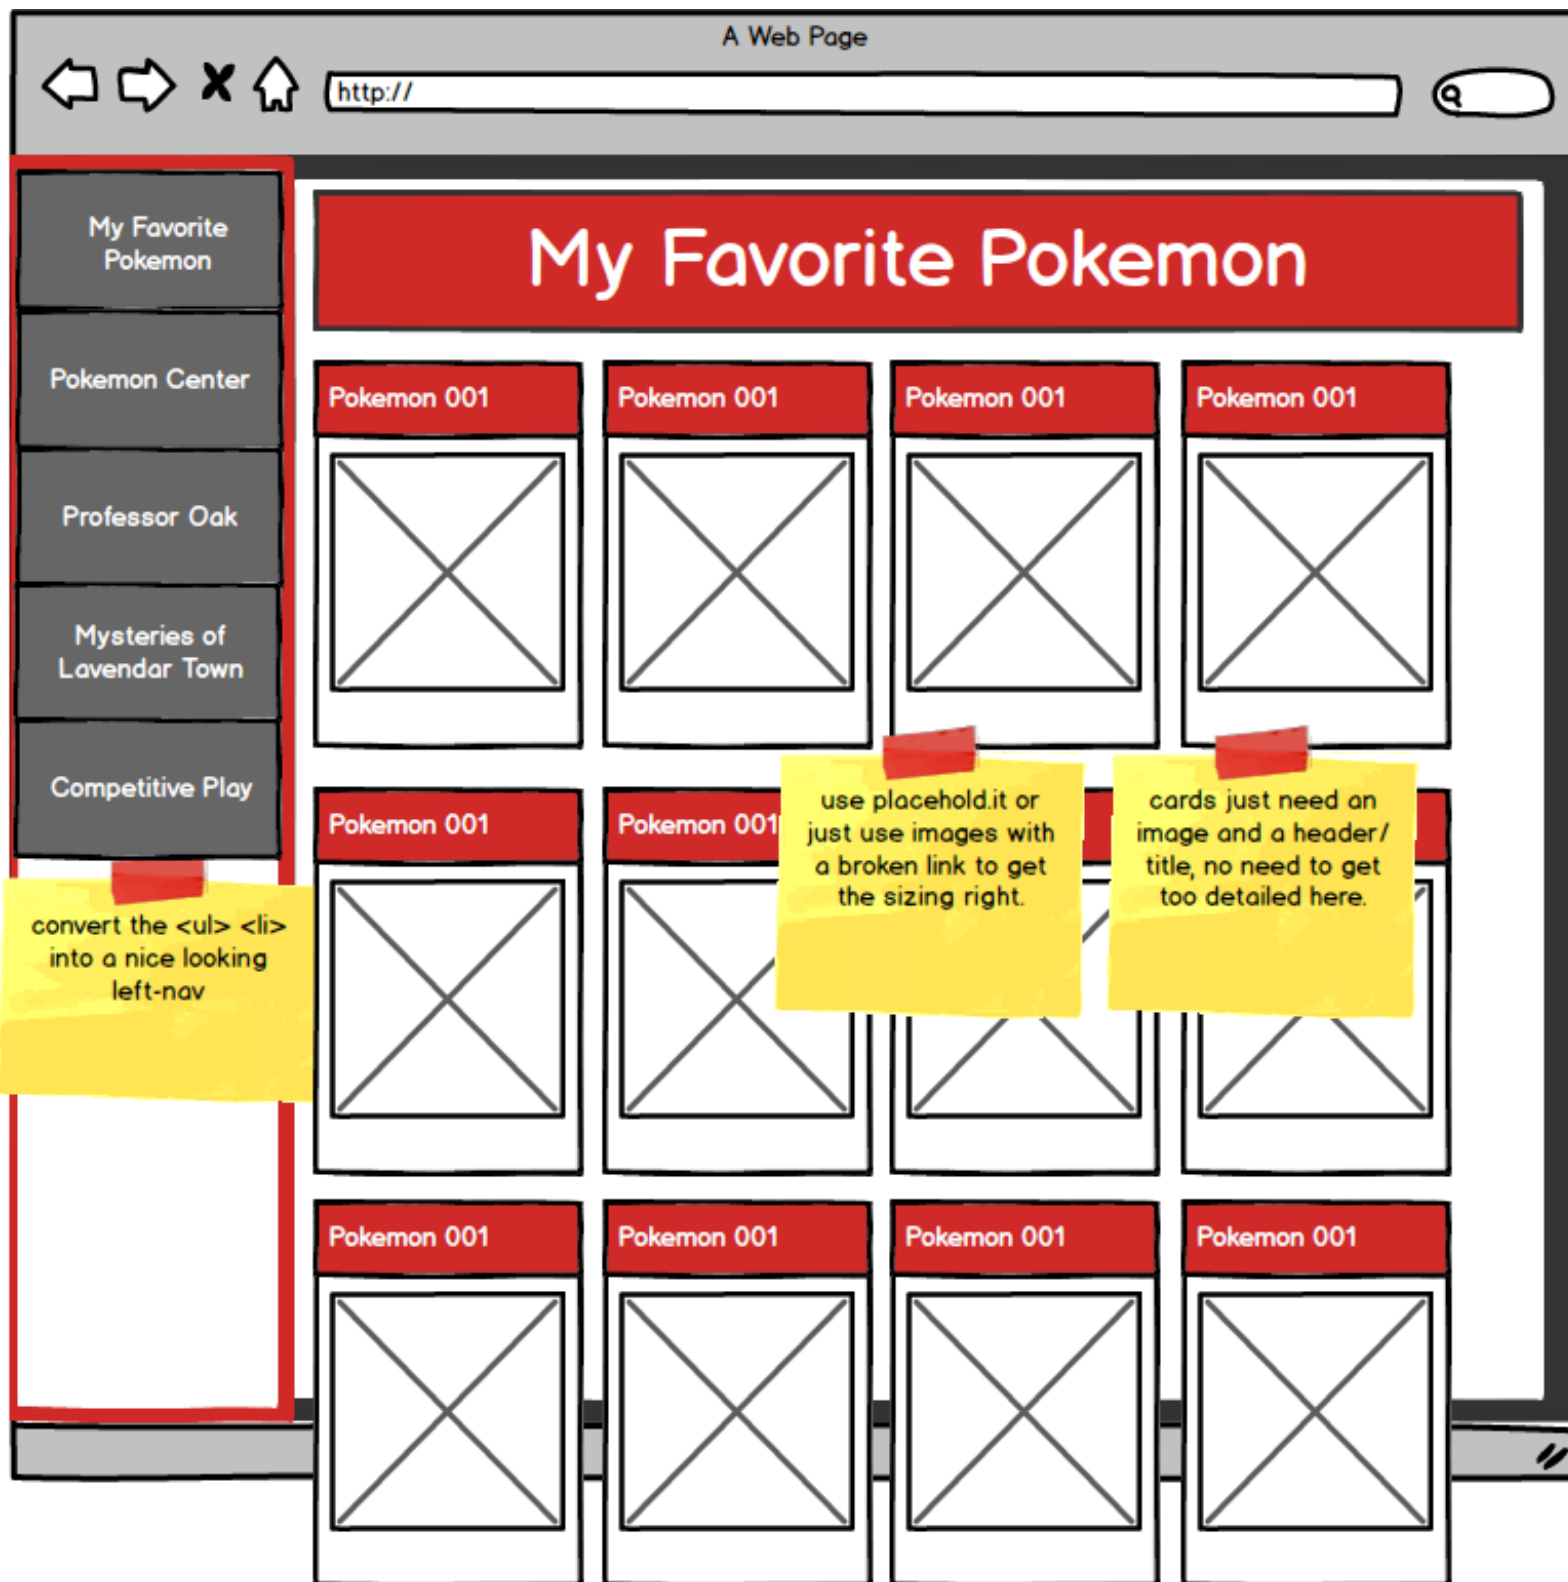 A Web Page
http://
My Favorite
Pokemon
Pokemon Center
Professor Oak
Mysteries of
Lavendar Town
Competitive Play
convert the <ul> <li>
into a nice looking
left-nav
My Favorite Pokemon
Pokemon 001
Pokemon 001
Pokemon 001
Pokemon 001
Pokemon 001
Pokemon 001
use placehold.it or
just use images with
a broken link to get
the sizing right.
cards just need an
image and a header/
title, no need to get
too detailed here.
Pokemon 001
Pokemon 001
Pokemon 001
Pokemon 001